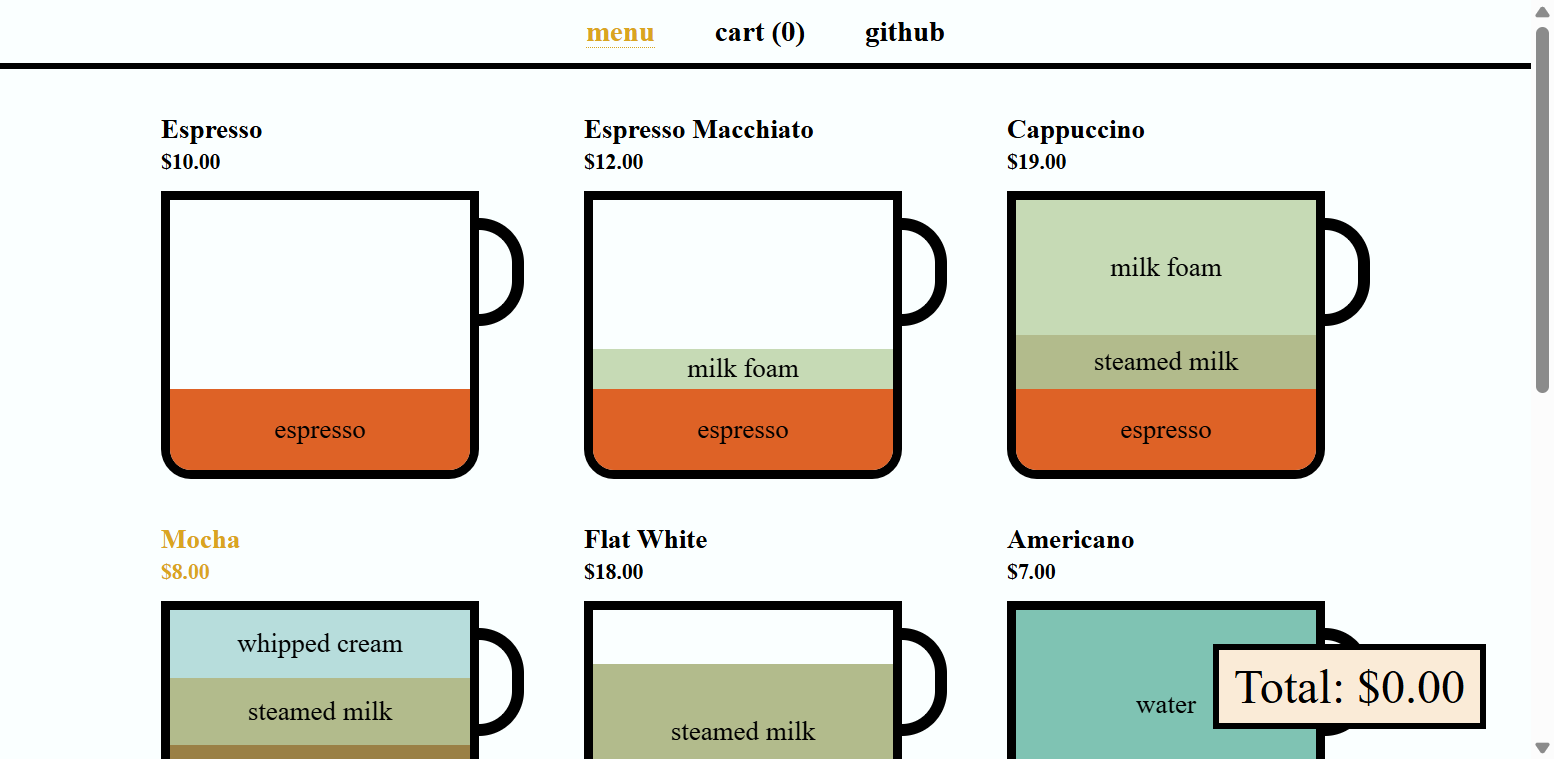 menu cart (0) github
Espresso
$10.00
espresso
Espresso Macchiato
$12.00
milk foam
espresso
Cappuccino
$19.00
milk foam
steamed milk
espresso
Mocha
$8.00
whipped cream
steamed milk
Flat White
$18.00
steamed milk
Americano
$7.00
water
Total: $0.00